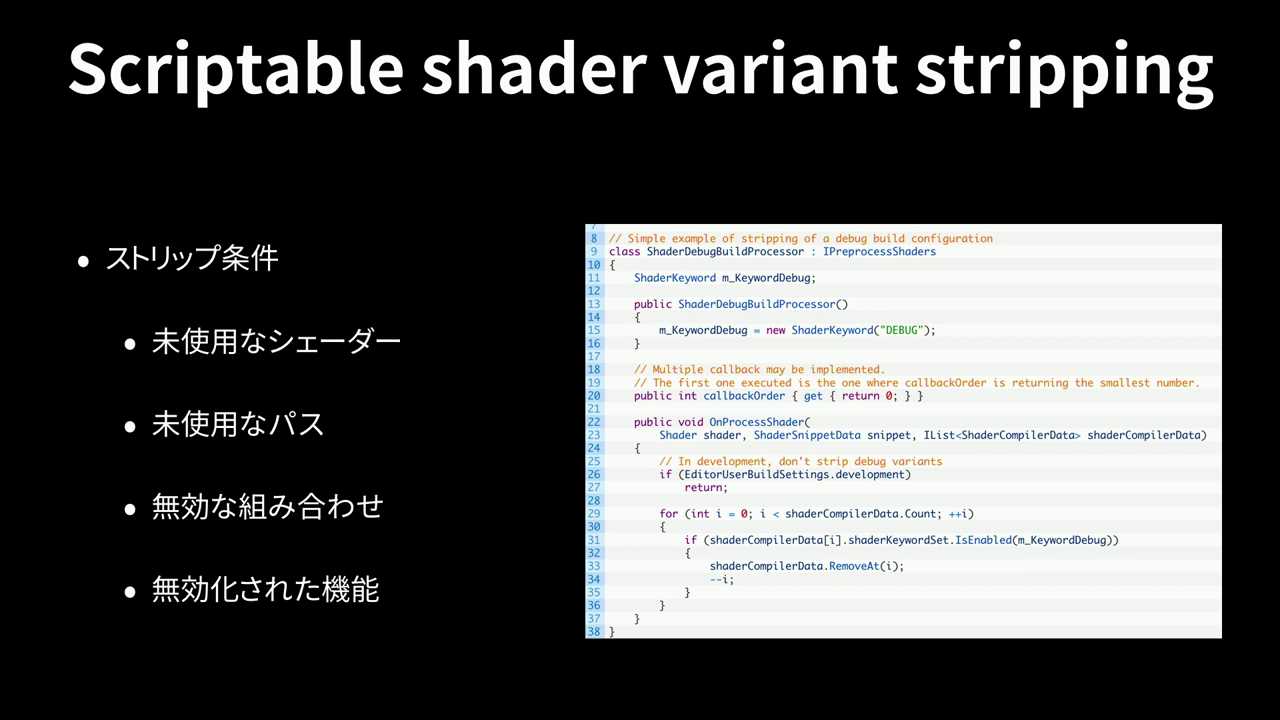 Scriptable shader variant stripping
• ストリップ条件
• 未使用なシェーダー
• 未使用なパス
• 無効な組み合わせ
• 無効化された機能
7
8 // Simple example of stripping of a debug build configuration
9 class ShaderDebugBuildProcessor : IPreprocessShaders
10 {
11     ShaderKeyword m_KeywordDebug;
12
13     public ShaderDebugBuildProcessor()
14     {
15         m_KeywordDebug = new ShaderKeyword("DEBUG");
16     }
17
18     // Multiple callback may be implemented.
19     // The first one executed is the one where callbackOrder is returning the smallest number.
20     public int callbackOrder { get { return 0; } }
21
22     public void OnProcessShader(
23         Shader shader, ShaderSnippetData snippet, IList<ShaderCompilerData> shaderCompilerData)
24     {
25         // In development, don't strip debug variants
26         if (EditorUserBuildSettings.development)
27             return;
28
29         for (int i = 0; i < shaderCompilerData.Count; ++i)
30         {
31             if (shaderCompilerData[i].shaderKeywordSet.IsEnabled(m_KeywordDebug))
32             {
33                 shaderCompilerData.RemoveAt(i);
34                 --i;
35             }
36         }
37     }
38 }